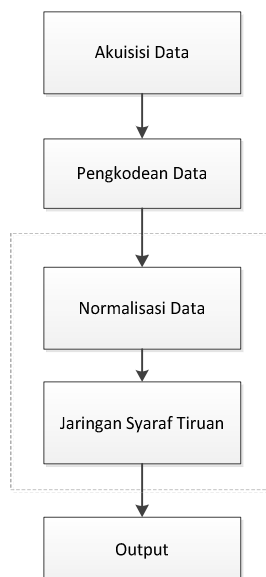 Akuisisi Data
Pengkodean Data
Normalisasi Data
Jaringan Syaraf Tiruan
Output